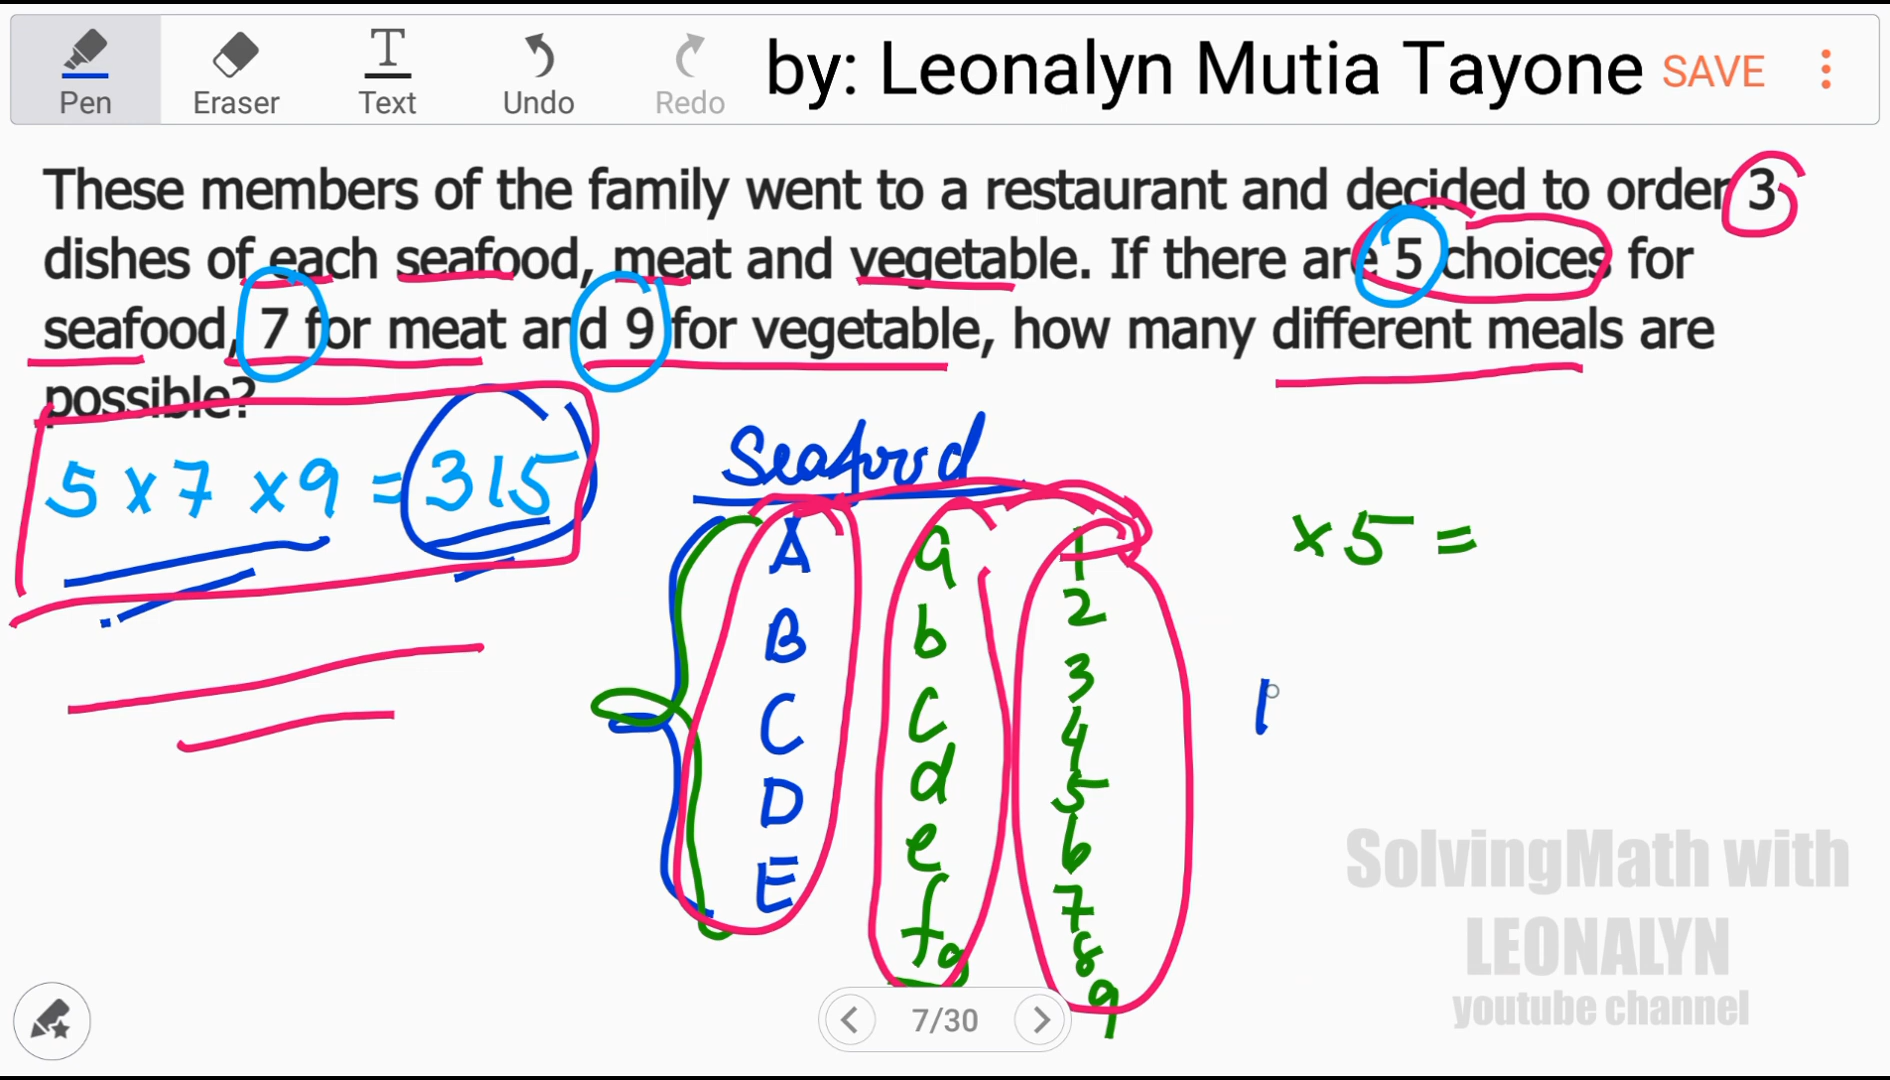 Pen
Eraser
Text
Undo
Redo
by: Leonalyn Mutia Tayone
SAVE
These members of the family went to a restaurant and decided to order 3
dishes of each seafood, meat and vegetable. If there are 5 choices for
seafood, 7 for meat and 9 for vegetable, how many different meals are
possible?
5 x 7 x 9 = 315
Seafood
A a 1
B b 2
C c 3
D d 4
E e 5
f 6
g 7
8
9
x 5 =
7/30
SolvingMath with
LEONALYN
youtube channel